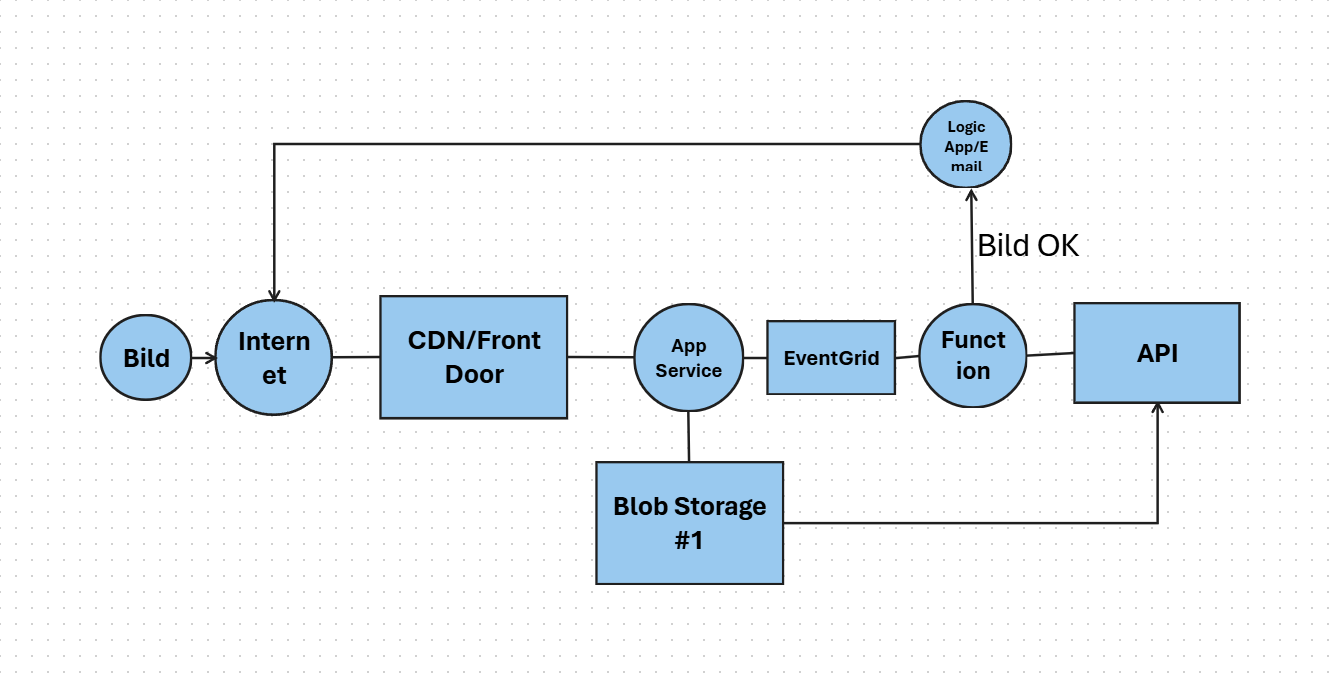 Logic
App/E
mail
Bild OK
Bild
Intern
et
CDN/Front
Door
App
Service
EventGrid
Funct
ion
API
Blob Storage
#1